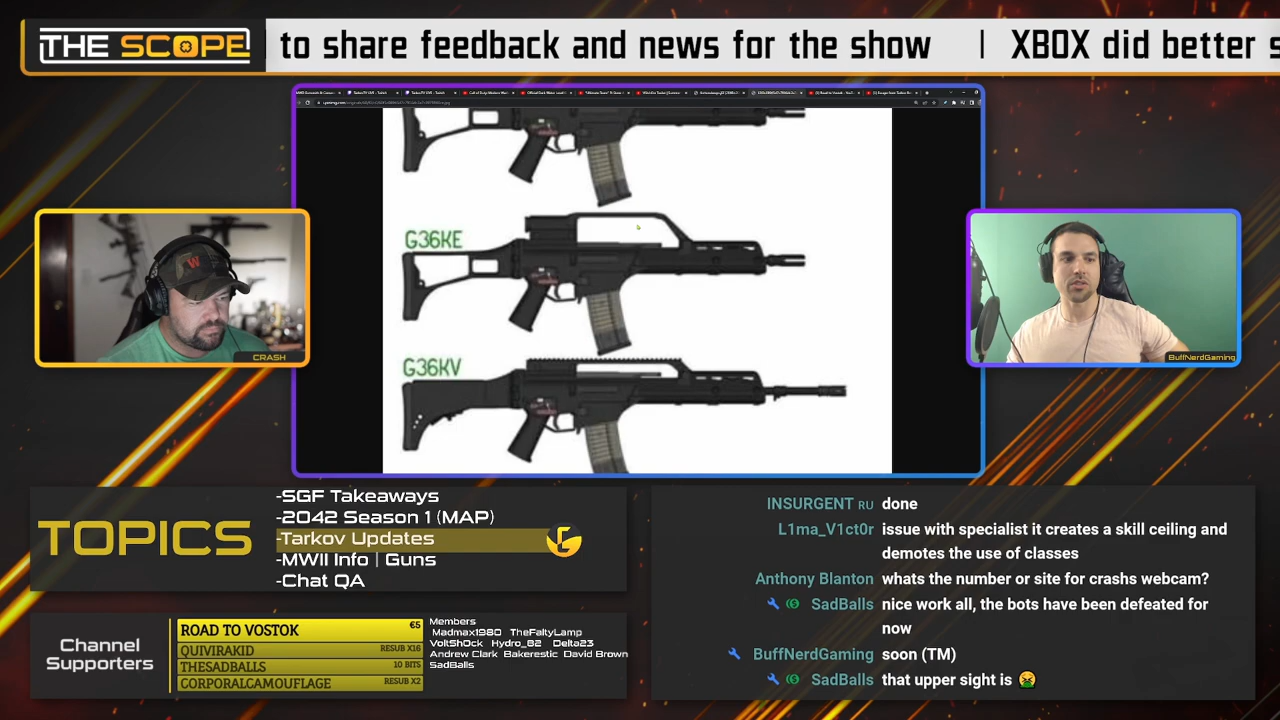 THE SCOPE
to share feedback and news for the show | XBOX did better s
G36KE
G36KV
CRASH
BuffNerdGaming
TOPICS
-SGF Takeaways
-2042 Season 1 (MAP)
-Tarkov Updates
-MWII Info | Guns
-Chat QA
Channel
Supporters
ROAD TO VOSTOK €5
QUIVIRAKID RESUB X16
THESADBALLS 10 BITS
CORPORALCAMOUFLAGE RESUB X2
Members
Madmax1980 TheFaltyLamp
VoltSh0ck Hydro_82 Delta23
Andrew Clark Bakerestic David Brown
SadBalls
INSURGENT RU done
L1ma_V1ct0r issue with specialist it creates a skill ceiling and
demotes the use of classes
Anthony Blanton whats the number or site for crashs webcam?
SadBalls nice work all, the bots have been defeated for
now
BuffNerdGaming soon (TM)
SadBalls that upper sight is